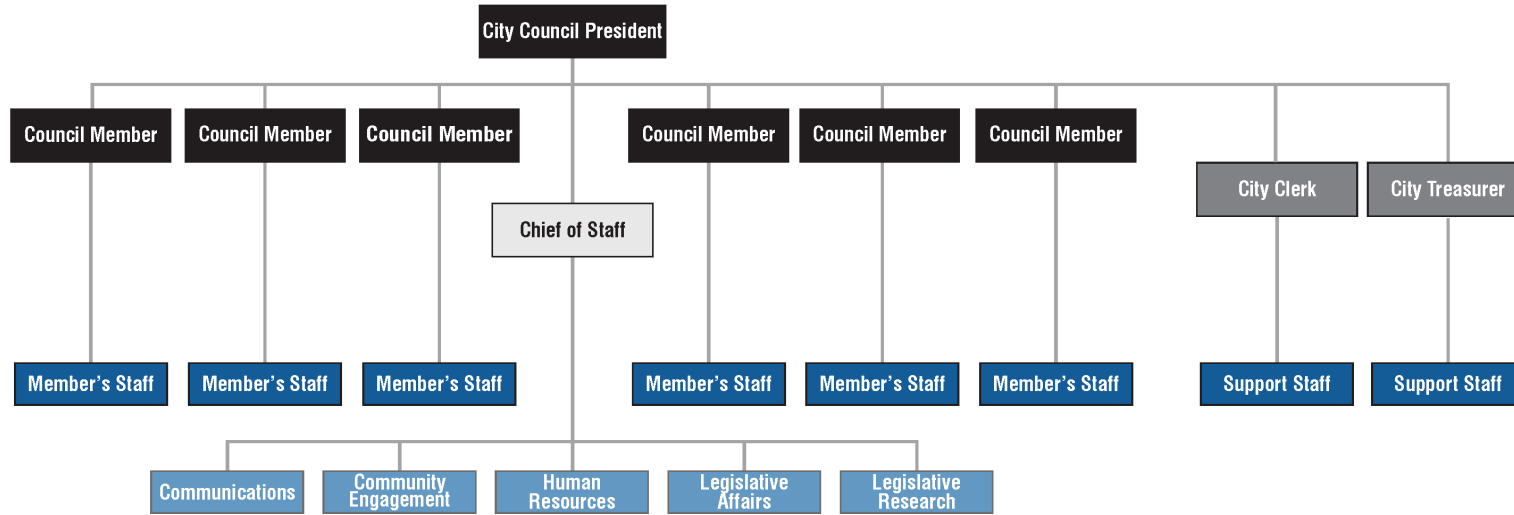 City Council President
Council Member
Council Member
Council Member
Council Member
Council Member
Council Member
City Clerk
City Treasurer
Chief of Staff
Member’s Staff
Member’s Staff
Member’s Staff
Member’s Staff
Member’s Staff
Member’s Staff
Support Staff
Support Staff
Communications
Community
Engagement
Human
Resources
Legislative
Affairs
Legislative
Research